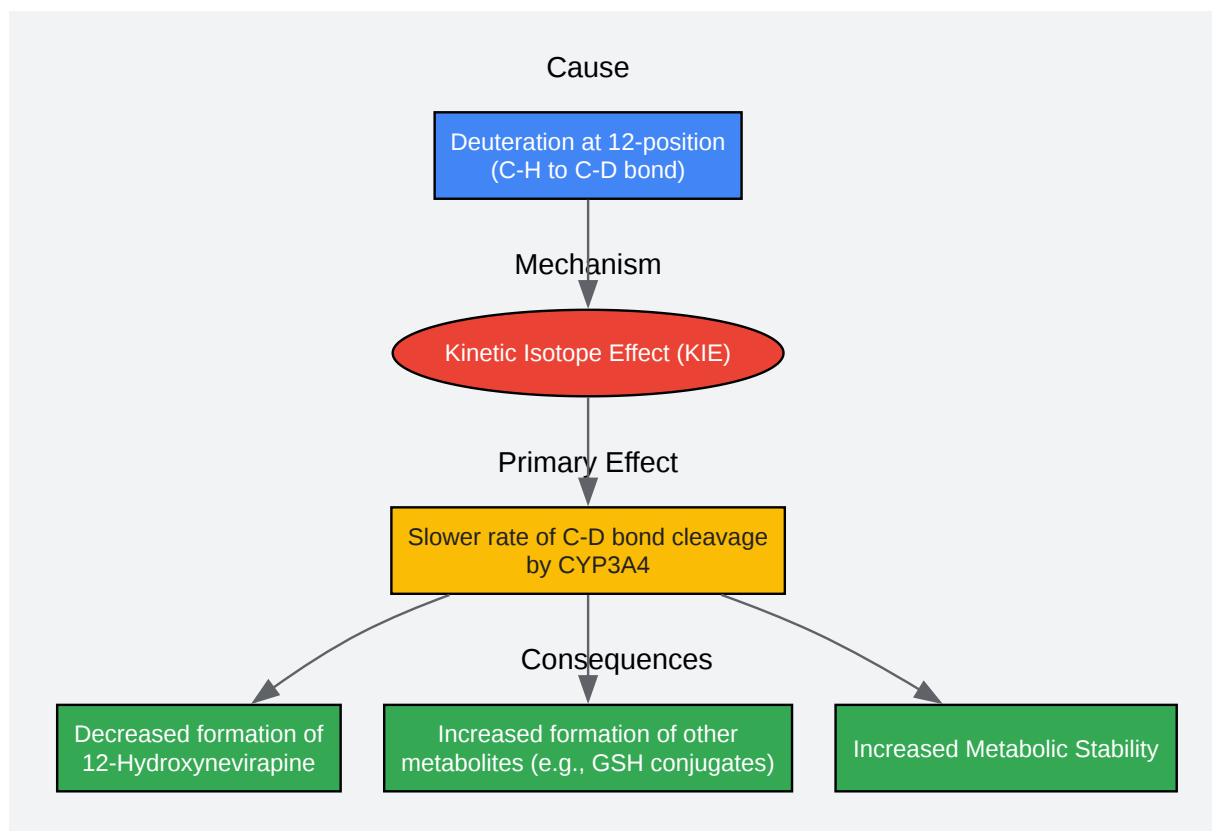 Cause
Deuteration at 12-position
(C-H to C-D bond)
Mechanism
Kinetic Isotope Effect (KIE)
Primary Effect
Slower rate of C-D bond cleavage
by CYP3A4
Consequences
Decreased formation of
12-Hydroxynevirapine
Increased formation of other
metabolites (e.g., GSH conjugates)
Increased Metabolic Stability